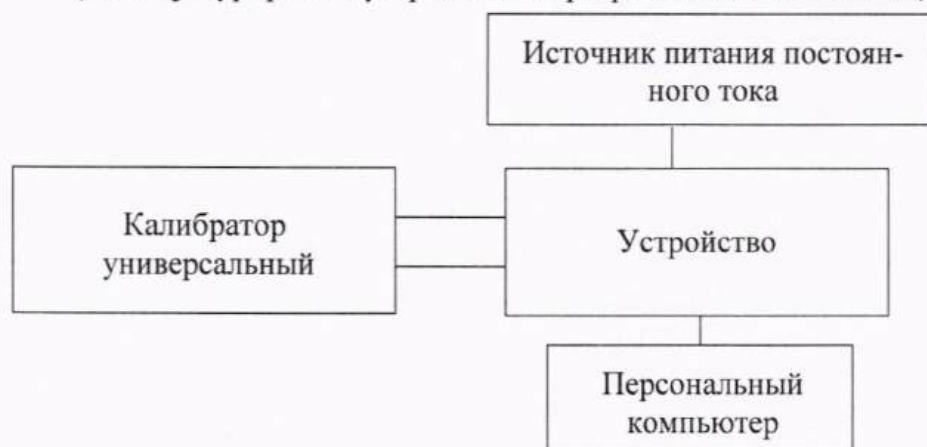 Источник питания постоян-
ного тока
Калибратор
универсальный
Устройство
Персональный
компьютер